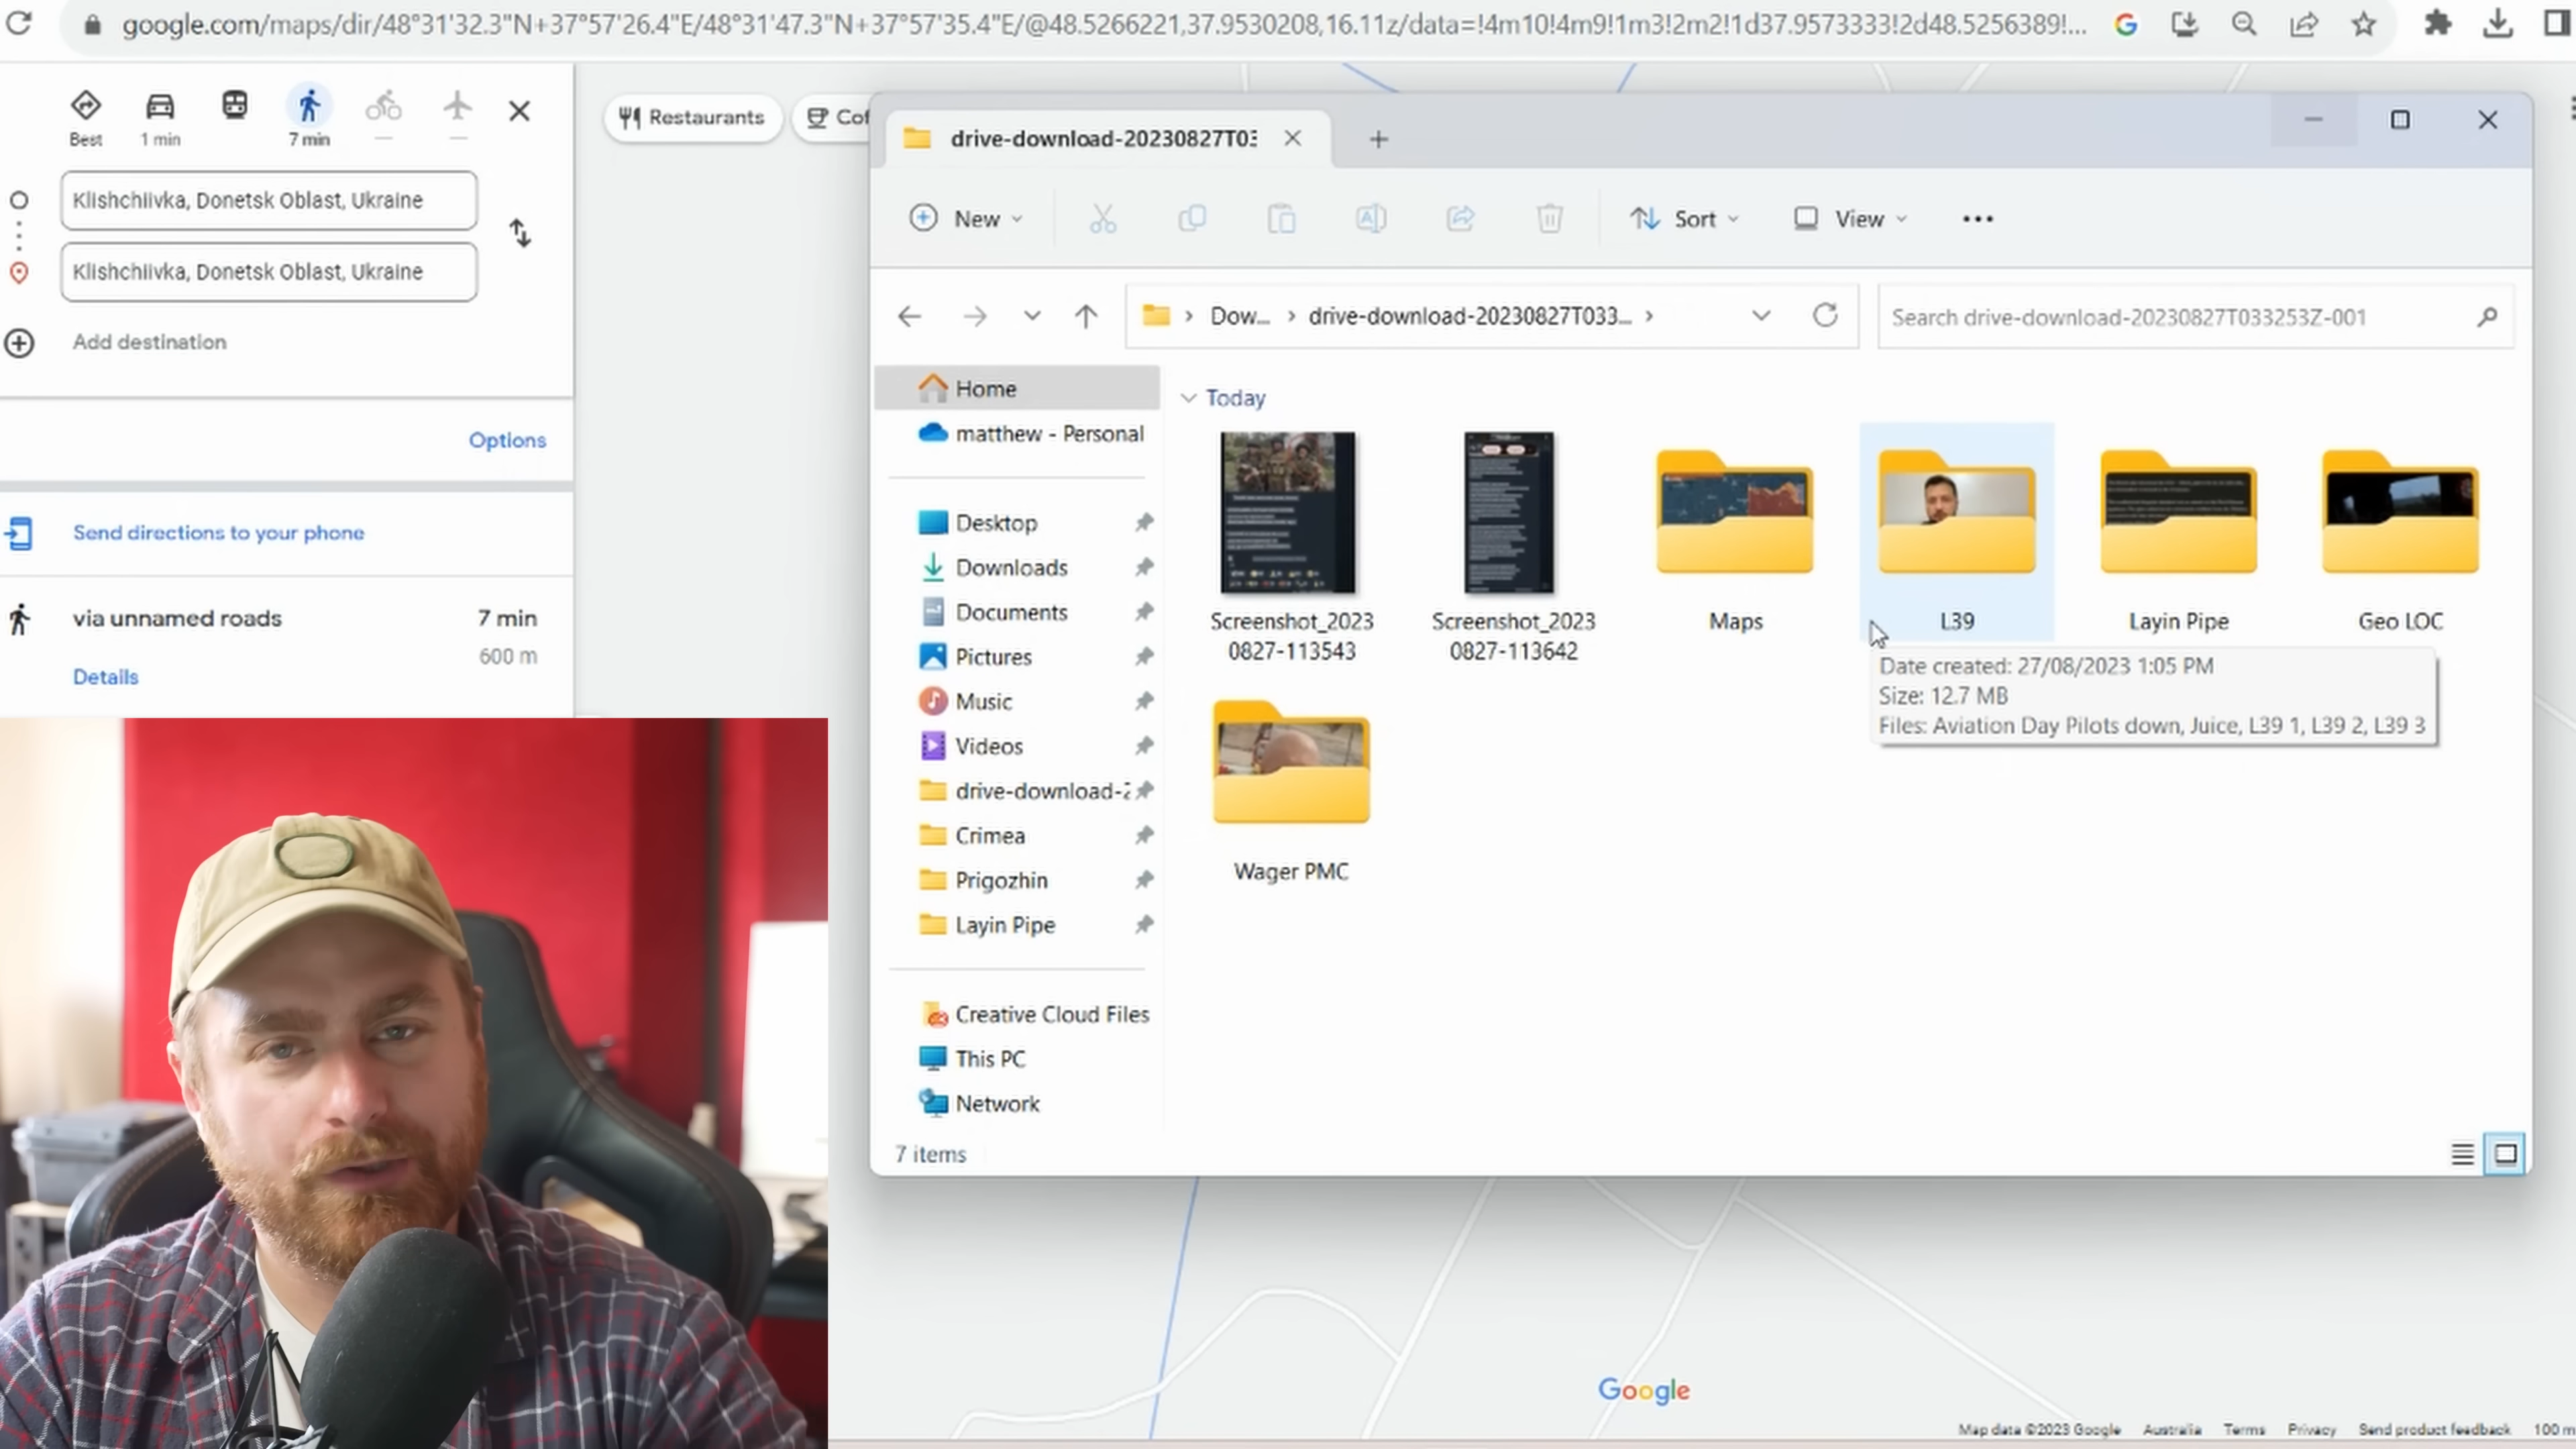 google.com/maps/dir/48°31'32.3"N+37°57'26.4"E/48°31'47.3"N+37°57'35.4"E/@48.5266221,37.9530208,16.11z/data=!4m10!4m9!1m3!2m2!1d37.9573333!2d48.5256389!...
Best
1 min
7 min
Klishchiivka, Donetsk Oblast, Ukraine
Klishchiivka, Donetsk Oblast, Ukraine
Add destination
Options
Send directions to your phone
via unnamed roads
7 min
600 m
Details
Restaurants
Cof
drive-download-20230827T03
New
Sort
View
Dow...
drive-download-20230827T033...
Search drive-download-20230827T033253Z-001
Home
matthew - Personal
Desktop
Downloads
Documents
Pictures
Music
Videos
drive-download-2
Crimea
Prigozhin
Layin Pipe
Creative Cloud Files
This PC
Network
Today
Screenshot_2023
0827-113543
Screenshot_2023
0827-113642
Maps
L39
Layin Pipe
Geo LOC
Date created: 27/08/2023 1:05 PM
Size: 12.7 MB
Files: Aviation Day Pilots down, Juice, L39 1, L39 2, L39 3
Wager PMC
7 items
Google
Map data ©2023 Google
Australia
Terms
Privacy
Send product feedback
100 m